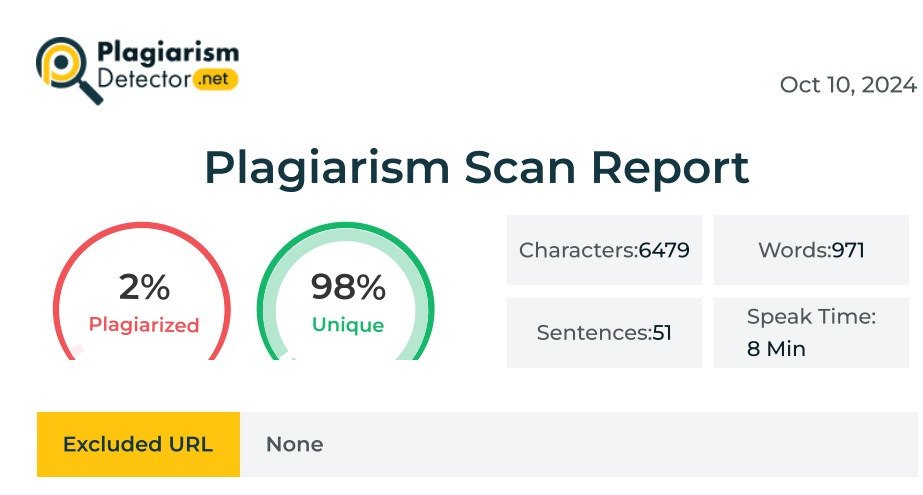 Plagiarism
Detector.net
Oct 10, 2024
Plagiarism Scan Report
2%
Plagiarized
98%
Unique
Characters:6479
Words:971
Sentences:51
Speak Time:
8 Min
Excluded URL
None